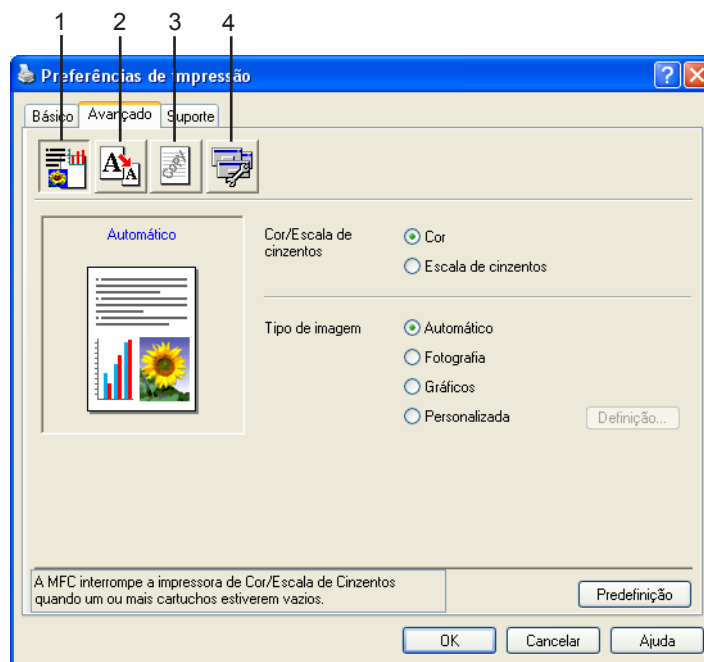 1 2 3 4
Preferências de impressão
Básico Avançado Suporte
A A COPY
Automático
Cor/Escala de
cinzentos
Cor
Escala de cinzentos
Tipo de imagem
Automático
Fotografia
Gráficos
Personalizada
Definição...
A MFC interrompe a impressora de Cor/Escala de Cinzentos
quando um ou mais cartuchos estiverem vazios.
Predefinição
OK Cancelar Ajuda